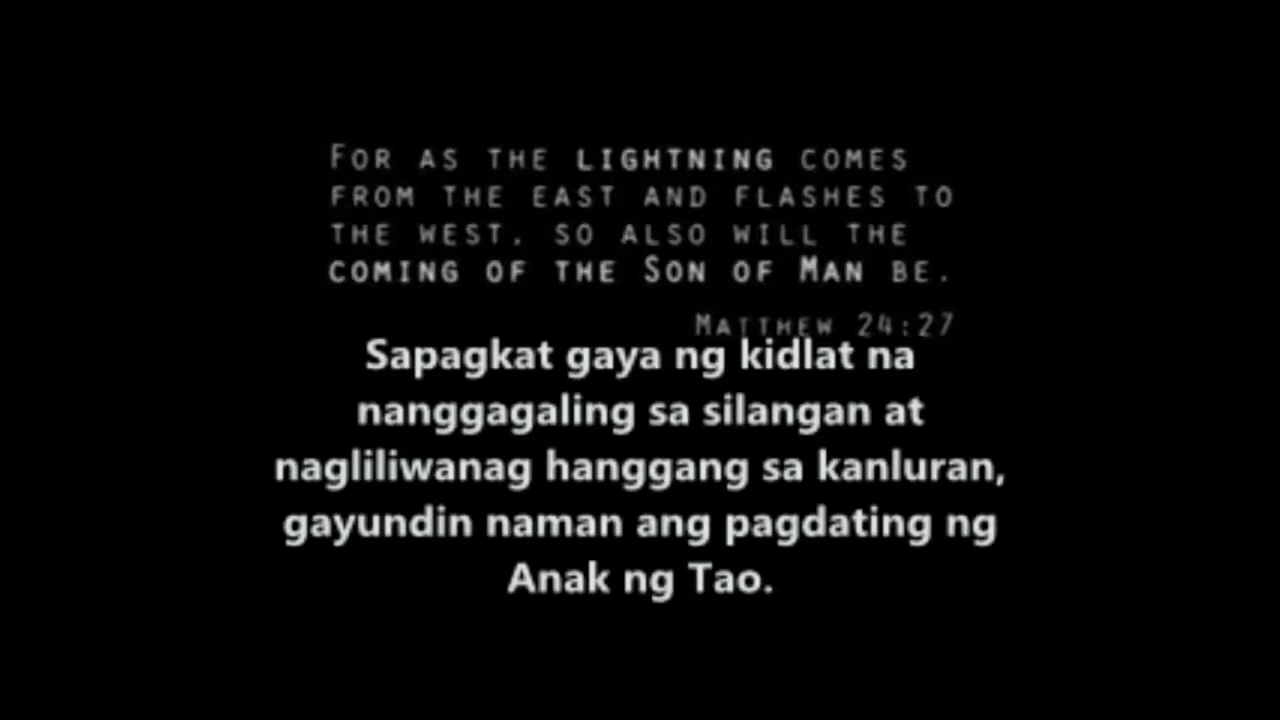 For as the lightning comes
from the east and flashes to
the west, so also will the
coming of the Son of Man be.
Matthew 24:27
Sapagkat gaya ng kidlat na
nanggagaling sa silangan at
nagliliwanag hanggang sa kanluran,
gayundin naman ang pagdating ng
Anak ng Tao.